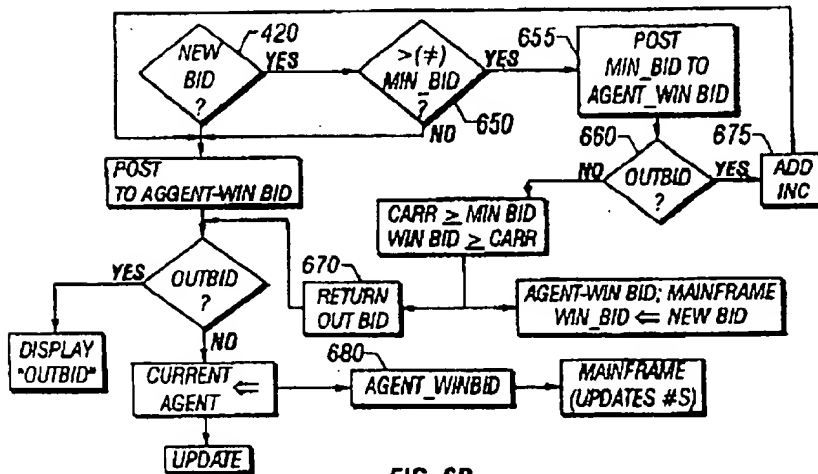 NEW
BID
?
420
YES
>(≠)
MIN_BID
?
650
YES
NO
655
POST
MIN_BID TO
AGENT_WIN BID
660
OUTBID
?
NO
YES
675
ADD
INC
POST
TO AGGENT-WIN BID
CARR ≥ MIN BID
WIN BID ≥ CARR
OUTBID
?
YES
NO
670
RETURN
OUT BID
AGENT-WIN BID; MAINFRAME
WIN_BID ⇐ NEW BID
DISPLAY
"OUTBID"
CURRENT
AGENT ⇐
680
AGENT_WINBID
MAINFRAME
(UPDATES #S)
UPDATE